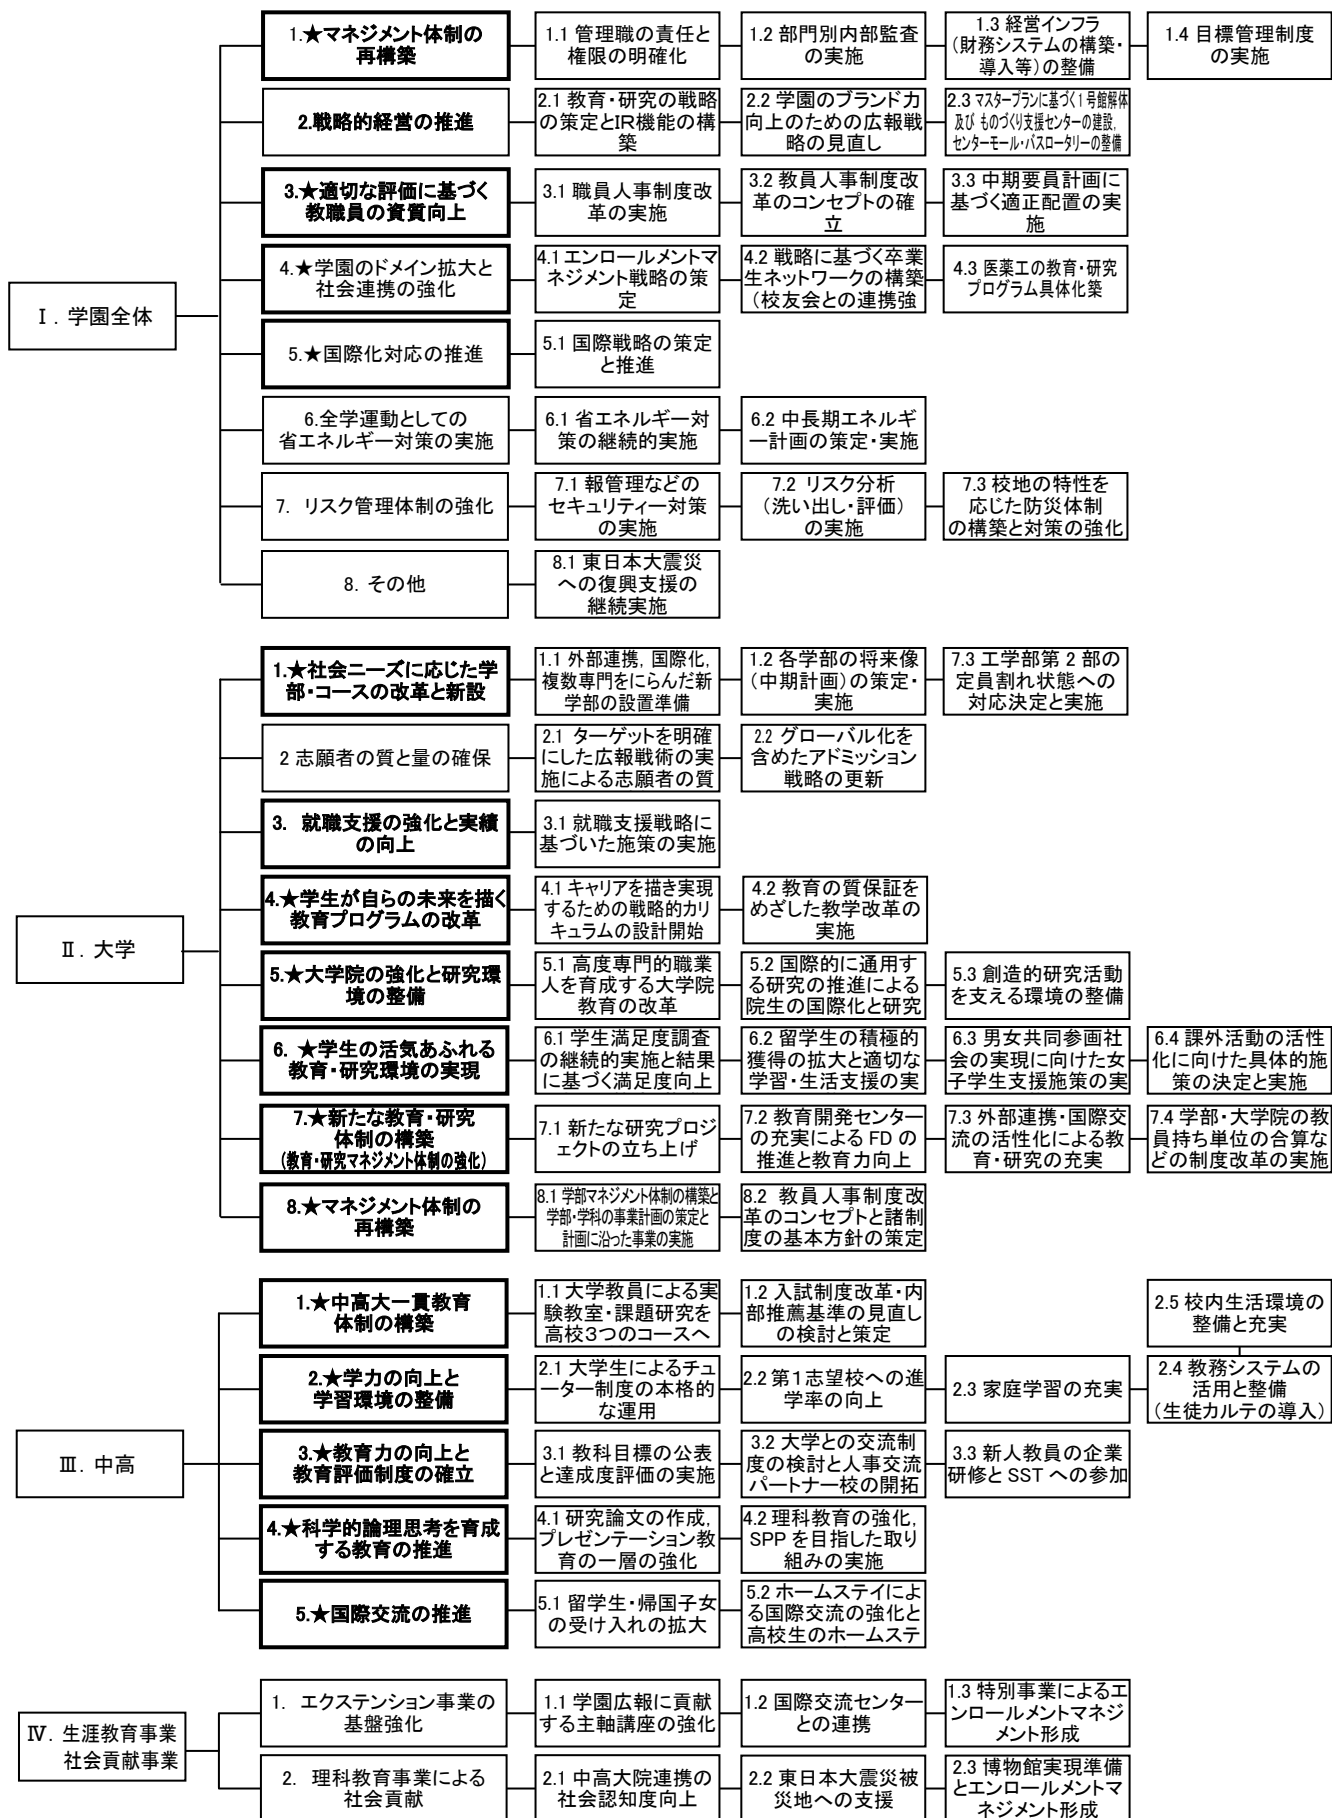 Ⅰ. 学園全体
1.★マネジメント体制の
再構築
1.1 管理職の責任と
権限の明確化
1.2 部門別内部監査
の実施
1.3 経営インフラ
(財務システムの構築・
導入等)の整備
1.4 目標管理制度
の実施
2.戦略的経営の推進
2.1 教育・研究の戦略
の策定とIR機能の構
築
2.2 学園のブランド力
向上のための広報戦
略の見直し
2.3 マスタープランに基づく1号館解体
及び ものづくり支援センターの建設,
センターモール・バスロータリーの整備
3.★適切な評価に基づく
教職員の資質向上
3.1 職員人事制度改
革の実施
3.2 教員人事制度改
革のコンセプトの確
立
3.3 中期要員計画に
基づく適正配置の実
施
4.★学園のドメイン拡大と
社会連携の強化
4.1エンロールメントマ
ネジメント戦略の策
定
4.2 戦略に基づく卒業
生ネットワークの構築
(校友会との連携強
4.3 医薬工の教育・研究
プログラム具体化築
5.★国際化対応の推進
5.1 国際戦略の策定
と推進
6.全学運動としての
省エネルギー対策の実施
6.1 省エネルギー対
策の継続的実施
6.2 中長期エネルギ
ー計画の策定・実施
7. リスク管理体制の強化
7.1 報管理などの
セキュリティー対策
の実施
7.2 リスク分析
(洗い出し・評価)
の実施
7.3 校地の特性を
応じた防災体制
の構築と対策の強化
8. その他
8.1 東日本大震災
への復興支援の
継続実施
Ⅱ. 大学
1.★社会ニーズに応じた学
部・コースの改革と新設
1.1 外部連携, 国際化,
複数専門をにらんだ新
学部の設置準備
1.2 各学部の将来像
(中期計画)の策定・
実施
7.3 工学部第2部の
定員割れ状態への
対応決定と実施
2 志願者の質と量の確保
2.1 ターゲットを明確
にした広報戦術の実
施による志願者の質
2.2 グローバル化を
含めたアドミッション
戦略の更新
3. 就職支援の強化と実績
の向上
3.1 就職支援戦略に
基づいた施策の実施
4.★学生が自らの未来を描く
教育プログラムの改革
4.1 キャリアを描き実現
するための戦略的カリ
キュラムの設計開始
4.2 教育の質保証を
めざした教学改革の
実施
5.★大学院の強化と研究環
境の整備
5.1 高度専門的職業
人を育成する大学院
教育の改革
5.2 国際的に通用す
る研究の推進による
院生の国際化と研究
5.3 創造的研究活動
を支える環境の整備
6. ★学生の活気あふれる
教育・研究環境の実現
6.1 学生満足度調査
の継続的実施と結果
に基づく満足度向上
6.2 留学生の積極的
獲得の拡大と適切な
学習・生活支援の実
6.3 男女共同参画社
会の実現に向けた女
子学生支援施策の実
6.4 課外活動の活性
化に向けた具体的施
策の決定と実施
7.★新たな教育・研究
体制の構築
(教育・研究マネジメント体制の強化)
7.1 新たな研究プロジ
ェクトの立ち上げ
7.2 教育開発センター
の充実による FD の
推進と教育力向上
7.3 外部連携・国際交
流の活性化による教
育・研究の充実
7.4 学部・大学院の教
員持ち単位の合算な
どの制度改革の実施
8.★マネジメント体制の
再構築
8.1 学部マネジメント体制の構築と
学部・学科の事業計画の策定と
計画に沿った事業の実施
8.2 教員人事制度改
革のコンセプトと諸制
度の基本方針の策定
Ⅲ. 中高
1.★中高大一貫教育
体制の構築
1.1 大学教員による実
験教室・課題研究を
高校3つのコースへ
1.2 入試制度改革・内
部推薦基準の見直し
の検討と策定
2.5 校内生活環境の
整備と充実
2.★学力の向上と
学習環境の整備
2.1 大学生によるチュ
ーター制度の本格的
な運用
2.2 第1志望校への進
学率の向上
2.3 家庭学習の充実
2.4 教務システムの
活用と整備
(生徒カルテの導入)
3.★教育力の向上と
教育評価制度の確立
3.1 教科目標の公表
と達成度評価の実施
3.2 大学との交流制
度の検討と人事交流
パートナー校の開拓
3.3 新人教員の企業
研修と SST への参加
4.★科学的論理思考を育成
する教育の推進
4.1 研究論文の作成,
プレゼンテーション教
育の一層の強化
4.2 理科教育の強化,
SPP を目指した取り
組みの実施
5.★国際交流の推進
5.1 留学生・帰国子女
の受け入れの拡大
5.2 ホームステイによ
る国際交流の強化と
高校生のホームステ
Ⅳ. 生涯教育事業
社会貢献事業
1. エクステンション事業の
基盤強化
1.1 学園広報に貢献
する主軸講座の強化
1.2 国際交流センター
との連携
1.3 特別事業によるエ
ンロールメントマネジ
メント形成
2. 理科教育事業による
社会貢献
2.1 中高大院連携の
社会認知度向上
2.2 東日本大震災被
災地への支援
2.3 博物館実現準備
とエンロールメントマ
ネジメント形成